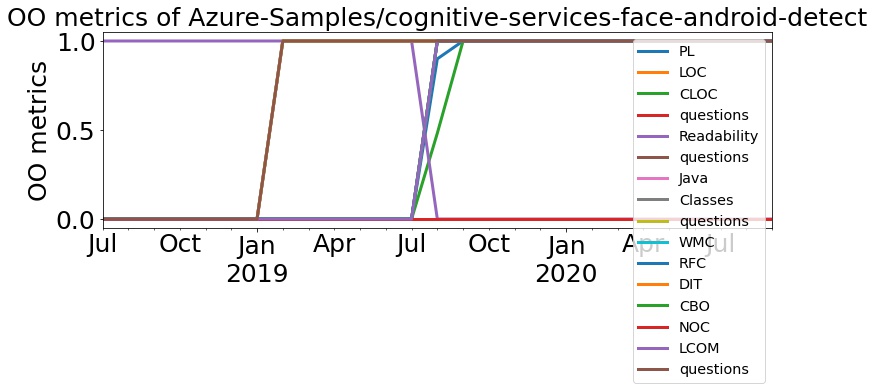 OO metrics of Azure-Samples/cognitive-services-face-android-detect
OO metrics
1.0
0.5
0.0
Jul Oct Jan Apr Jul Oct Jan Apr Jul
2019 2020
PL
LOC
CLOC
questions
Readability
questions
Java
Classes
questions
WMC
RFC
DIT
CBO
NOC
LCOM
questions